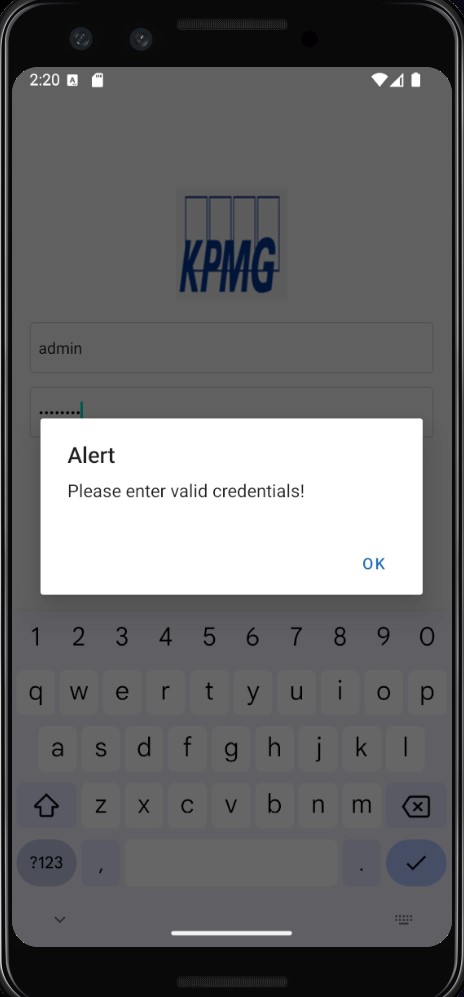 2:20
KPMG
admin
••••••••
Alert
Please enter valid credentials!
OK
1 2 3 4 5 6 7 8 9 0
q w e r t y u i o p
a s d f g h j k l
z x c v b n m
?123 , .